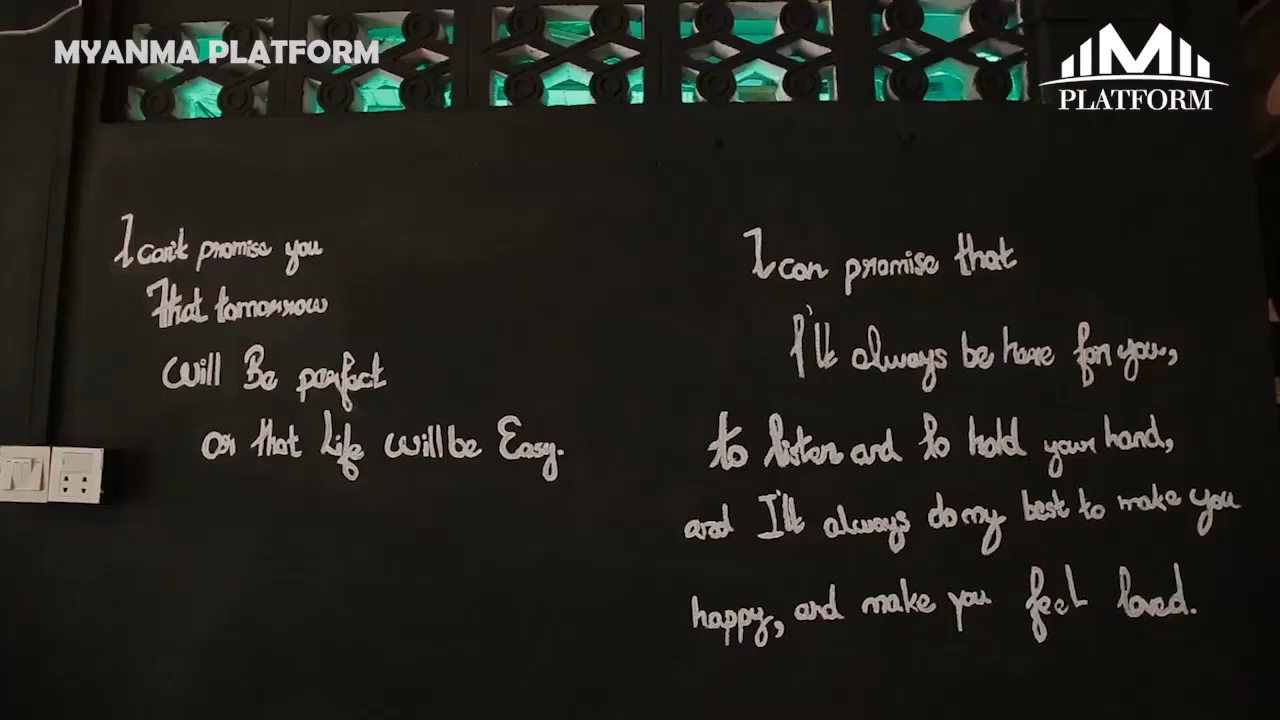 MYANMA PLATFORM
M
PLATFORM
I can't promise you
That tomorrow
Will Be perfect
or that Life will be Easy.
I can promise that
I'll always be here for you,
to listen and to hold your hand,
and I'll always do my best to make you
happy, and make you feel loved.